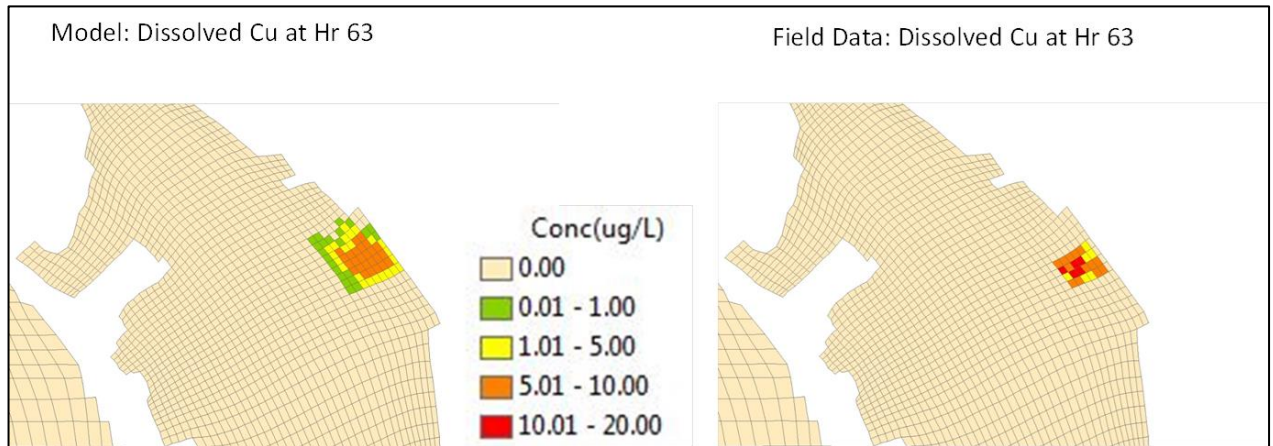 Model: Dissolved Cu at Hr 63
Field Data: Dissolved Cu at Hr 63
Conc(ug/L)
0.00
0.01 - 1.00
1.01 - 5.00
5.01 - 10.00
10.01 - 20.00